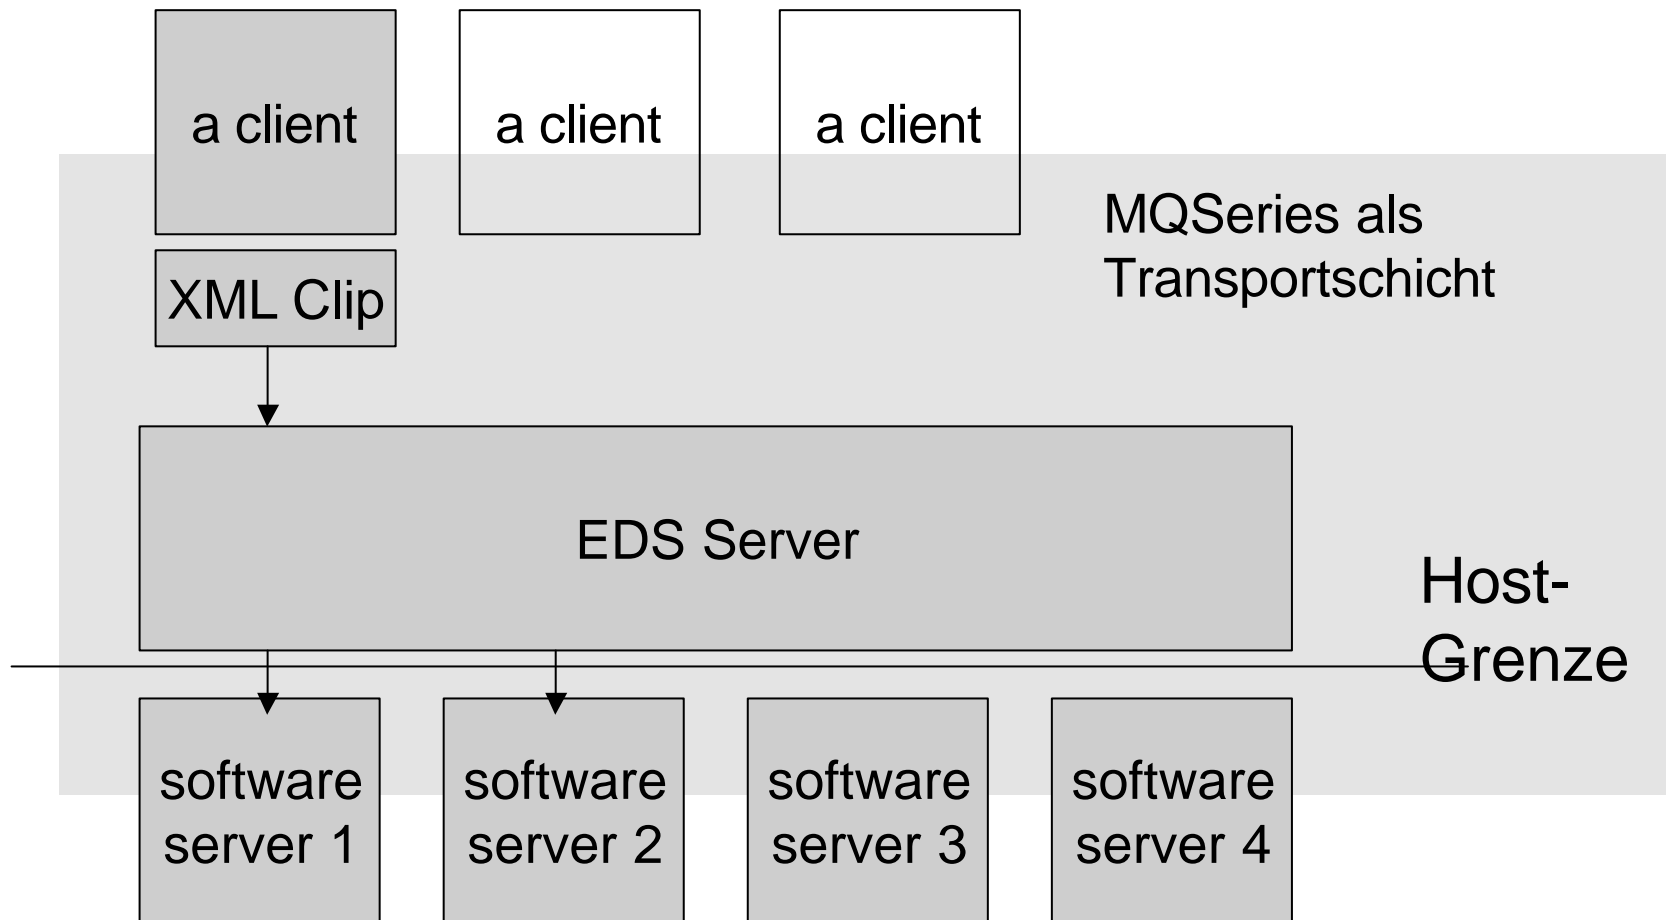 a client
a client
a client
MQSeries als
Transportschicht
XML Clip
EDS Server
Host-
Grenze
software
server 1
software
server 2
software
server 3
software
server 4